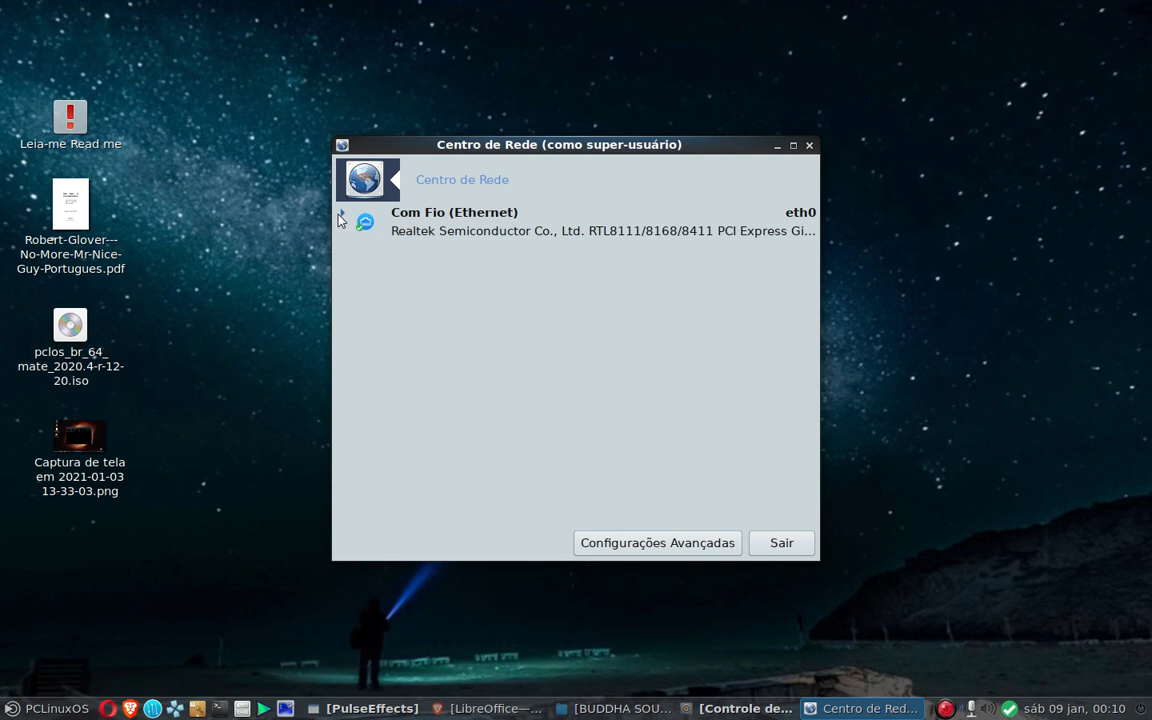 Leia-me Read me
Robert-Glover---
No-More-Mr-Nice-
Guy-Portugues.pdf
pclos_br_64_
mate_2020.4-r-12-
20.iso
Captura de tela
em 2021-01-03
13-33-03.png
Centro de Rede (como super-usuário)
Centro de Rede
Com Fio (Ethernet) eth0
Realtek Semiconductor Co., Ltd. RTL8111/8168/8411 PCI Express Gi...
Configurações Avançadas
Sair
PCLinuxOS
[PulseEffects]
[LibreOffice—...
[BUDDHA SOU...
[Controle de...
Centro de Red...
sáb 09 jan, 00:10